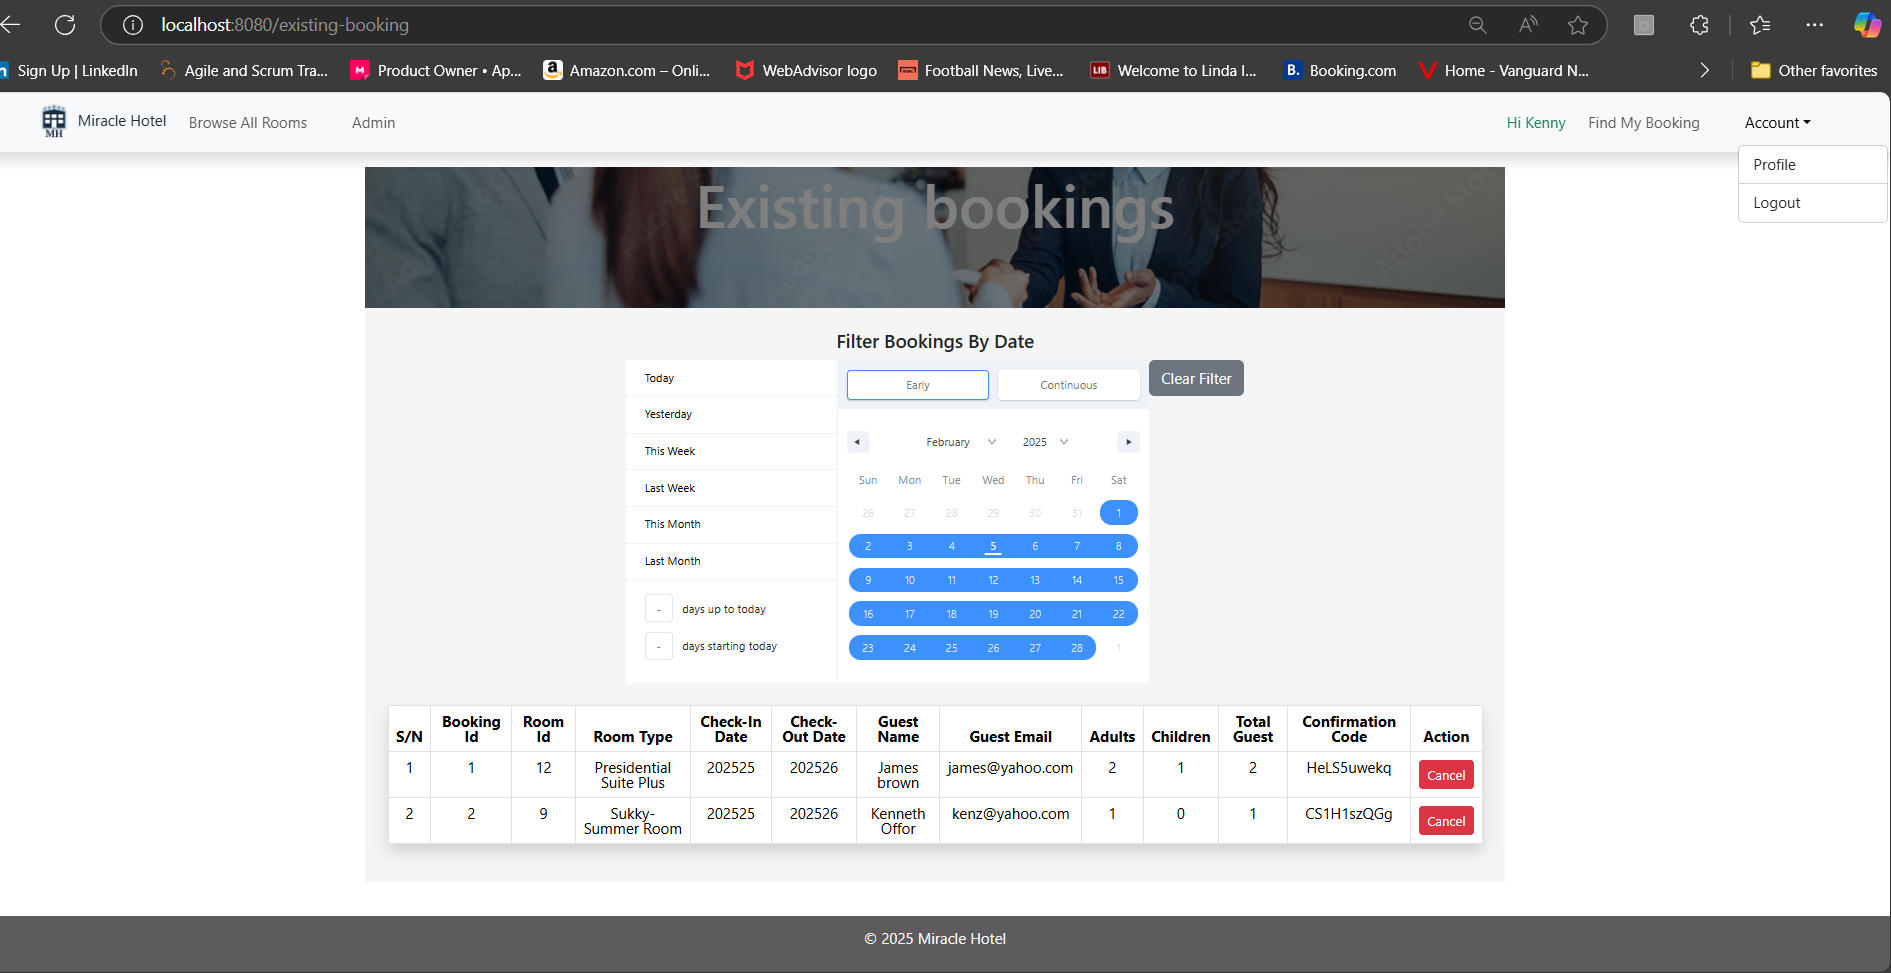 localhost:8080/existing-booking
Sign Up | LinkedIn
Agile and Scrum Tra...
Product Owner • Ap...
Amazon.com – Onli...
WebAdvisor logo
Football News, Live...
LIB
Welcome to Linda I...
B.
Booking.com
Home - Vanguard N...
Other favorites
MH
Miracle Hotel
Browse All Rooms
Admin
Hi Kenny
Find My Booking
Account
Profile
Logout
Existing bookings
Filter Bookings By Date
Today
Yesterday
This Week
Last Week
This Month
Last Month
- days up to today
- days starting today
Early
Continuous
Clear Filter
February 2025
Sun Mon Tue Wed Thu Fri Sat
26 27 28 29 30 31 1
2 3 4 5 6 7 8
9 10 11 12 13 14 15
16 17 18 19 20 21 22
23 24 25 26 27 28 1
S/N Booking Id Room Id Room Type Check-In Date Check-Out Date Guest Name Guest Email Adults Children Total Guest Confirmation Code Action
1 1 12 Presidential Suite Plus 202525 202526 James brown james@yahoo.com 2 1 2 HeLS5uwekq Cancel
2 2 9 Sukky-Summer Room 202525 202526 Kenneth Offor kenz@yahoo.com 1 0 1 CS1H1szQGg Cancel
© 2025 Miracle Hotel